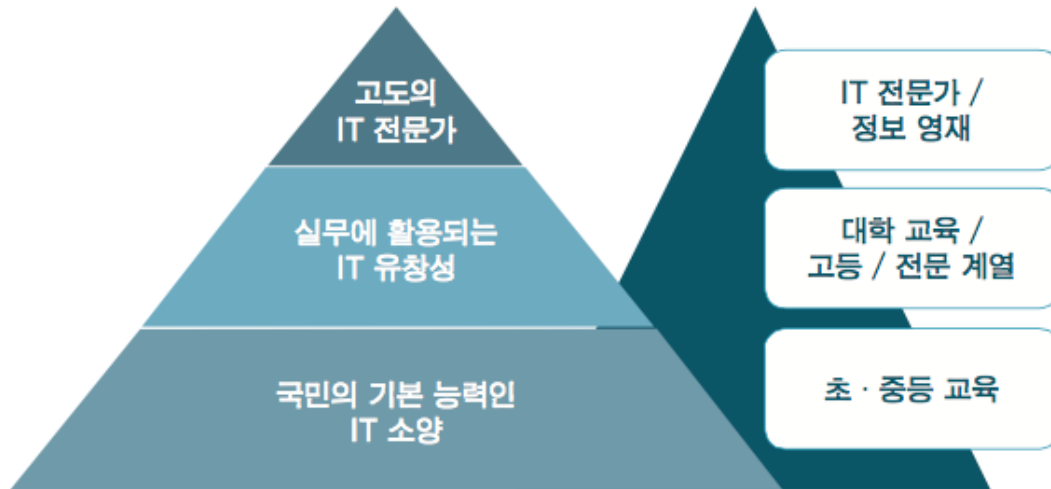 고도의
IT 전문가
IT 전문가 /
정보 영재
실무에 활용되는
IT 유창성
대학 교육 /
고등 / 전문 계열
국민의 기본 능력인
IT 소양
초 · 중등 교육